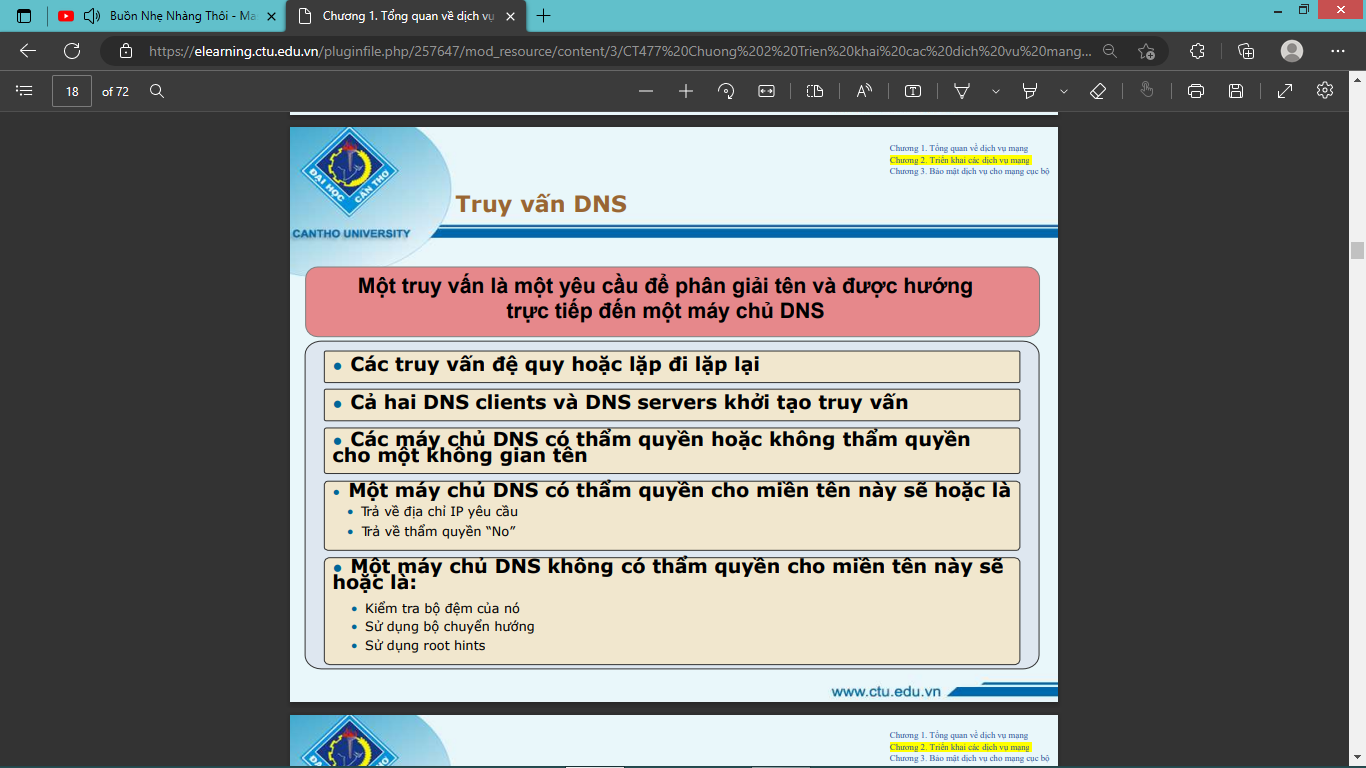 Buồn Nhẹ Nhàng Thôi - Ma
Chương 1. Tổng quan về dịch vụ
https://elearning.ctu.edu.vn/pluginfile.php/257647/mod_resource/content/3/CT477%20Chuong%202%20Trien%20khai%20cac%20dich%20vu%20mang...
18 of 72
ĐẠI HỌC CẦN THƠ
CANTHO UNIVERSITY
Chương 1. Tổng quan về dịch vụ mạng
Chương 2. Triển khai các dịch vụ mạng
Chương 3. Bảo mật dịch vụ cho mạng cục bộ
Truy vấn DNS
Một truy vấn là một yêu cầu để phân giải tên và được hướng
trực tiếp đến một máy chủ DNS
• Các truy vấn đệ quy hoặc lặp đi lặp lại
• Cả hai DNS clients và DNS servers khởi tạo truy vấn
• Các máy chủ DNS có thẩm quyền hoặc không thẩm quyền
cho một không gian tên
• Một máy chủ DNS có thẩm quyền cho miền tên này sẽ hoặc là
• Trả về địa chỉ IP yêu cầu
• Trả về thẩm quyền “No”
• Một máy chủ DNS không có thẩm quyền cho miền tên này sẽ
hoặc là:
• Kiểm tra bộ đệm của nó
• Sử dụng bộ chuyển hướng
• Sử dụng root hints
www.ctu.edu.vn
Chương 1. Tổng quan về dịch vụ mạng
Chương 2. Triển khai các dịch vụ mạng
Chương 3. Bảo mật dịch vụ cho mạng cục bộ